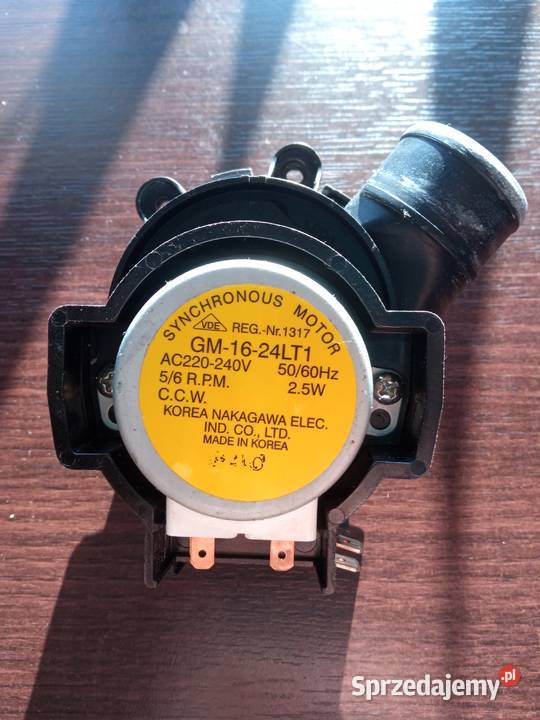 SYNCHRONOUS MOTOR
VDE REG.-Nr.1317
GM-16-24LT1
AC220-240V 50/60Hz
5/6 R.P.M. 2.5W
C.C.W.
KOREA NAKAGAWA ELEC.
IND. CO., LTD.
MADE IN KOREA
Sprzedajemy.pl